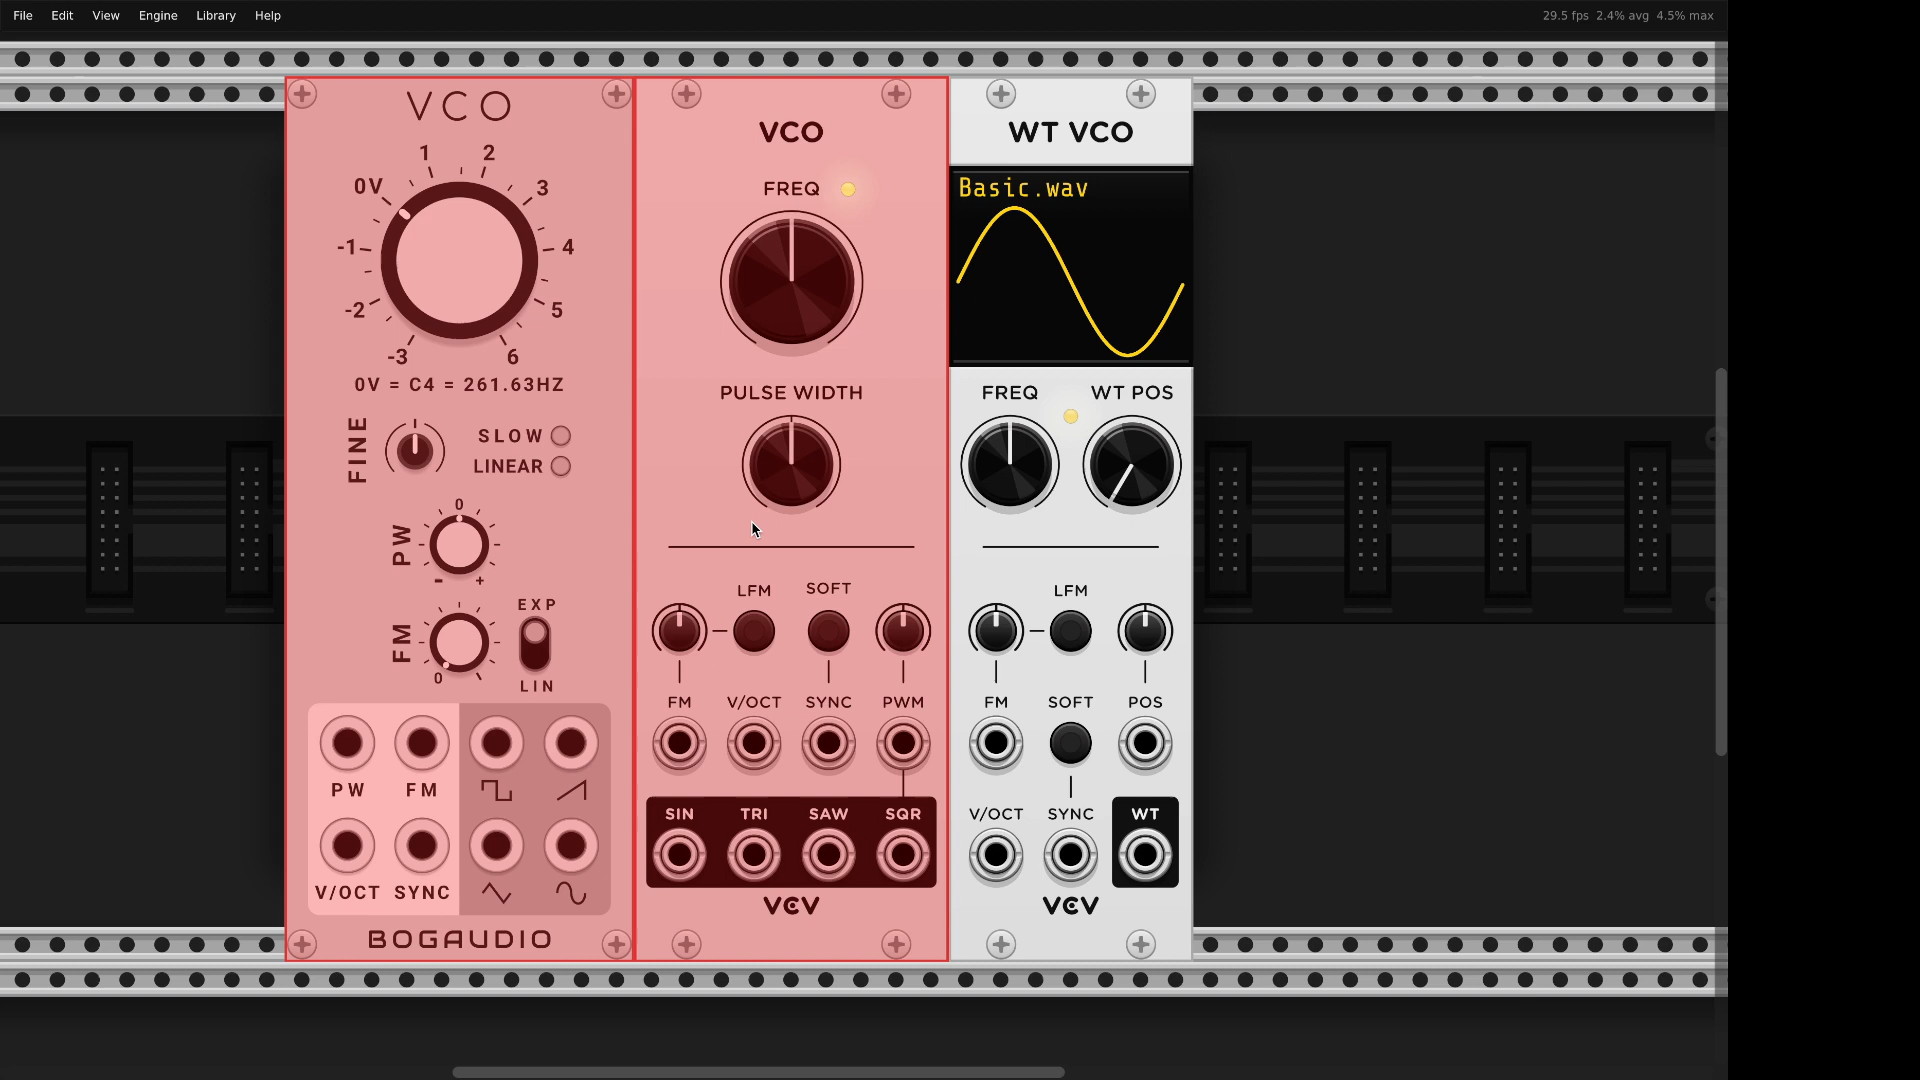 File Edit View Engine Library Help
29.5 fps 2.4% avg 4.5% max
VCO
1 2
0V 3
-1 4
-2 5
-3 6
0V = C4 = 261.63HZ
FINE
SLOW
LINEAR
PW
0
- +
FM
0
EXP
LIN
PW FM
V/OCT SYNC
BOGAUDIO
VCO
FREQ
PULSE WIDTH
LFM SOFT
FM V/OCT SYNC PWM
SIN TRI SAW SQR
VCV
WT VCO
Basic.wav
FREQ WT POS
LFM
FM SOFT POS
V/OCT SYNC WT
VCV